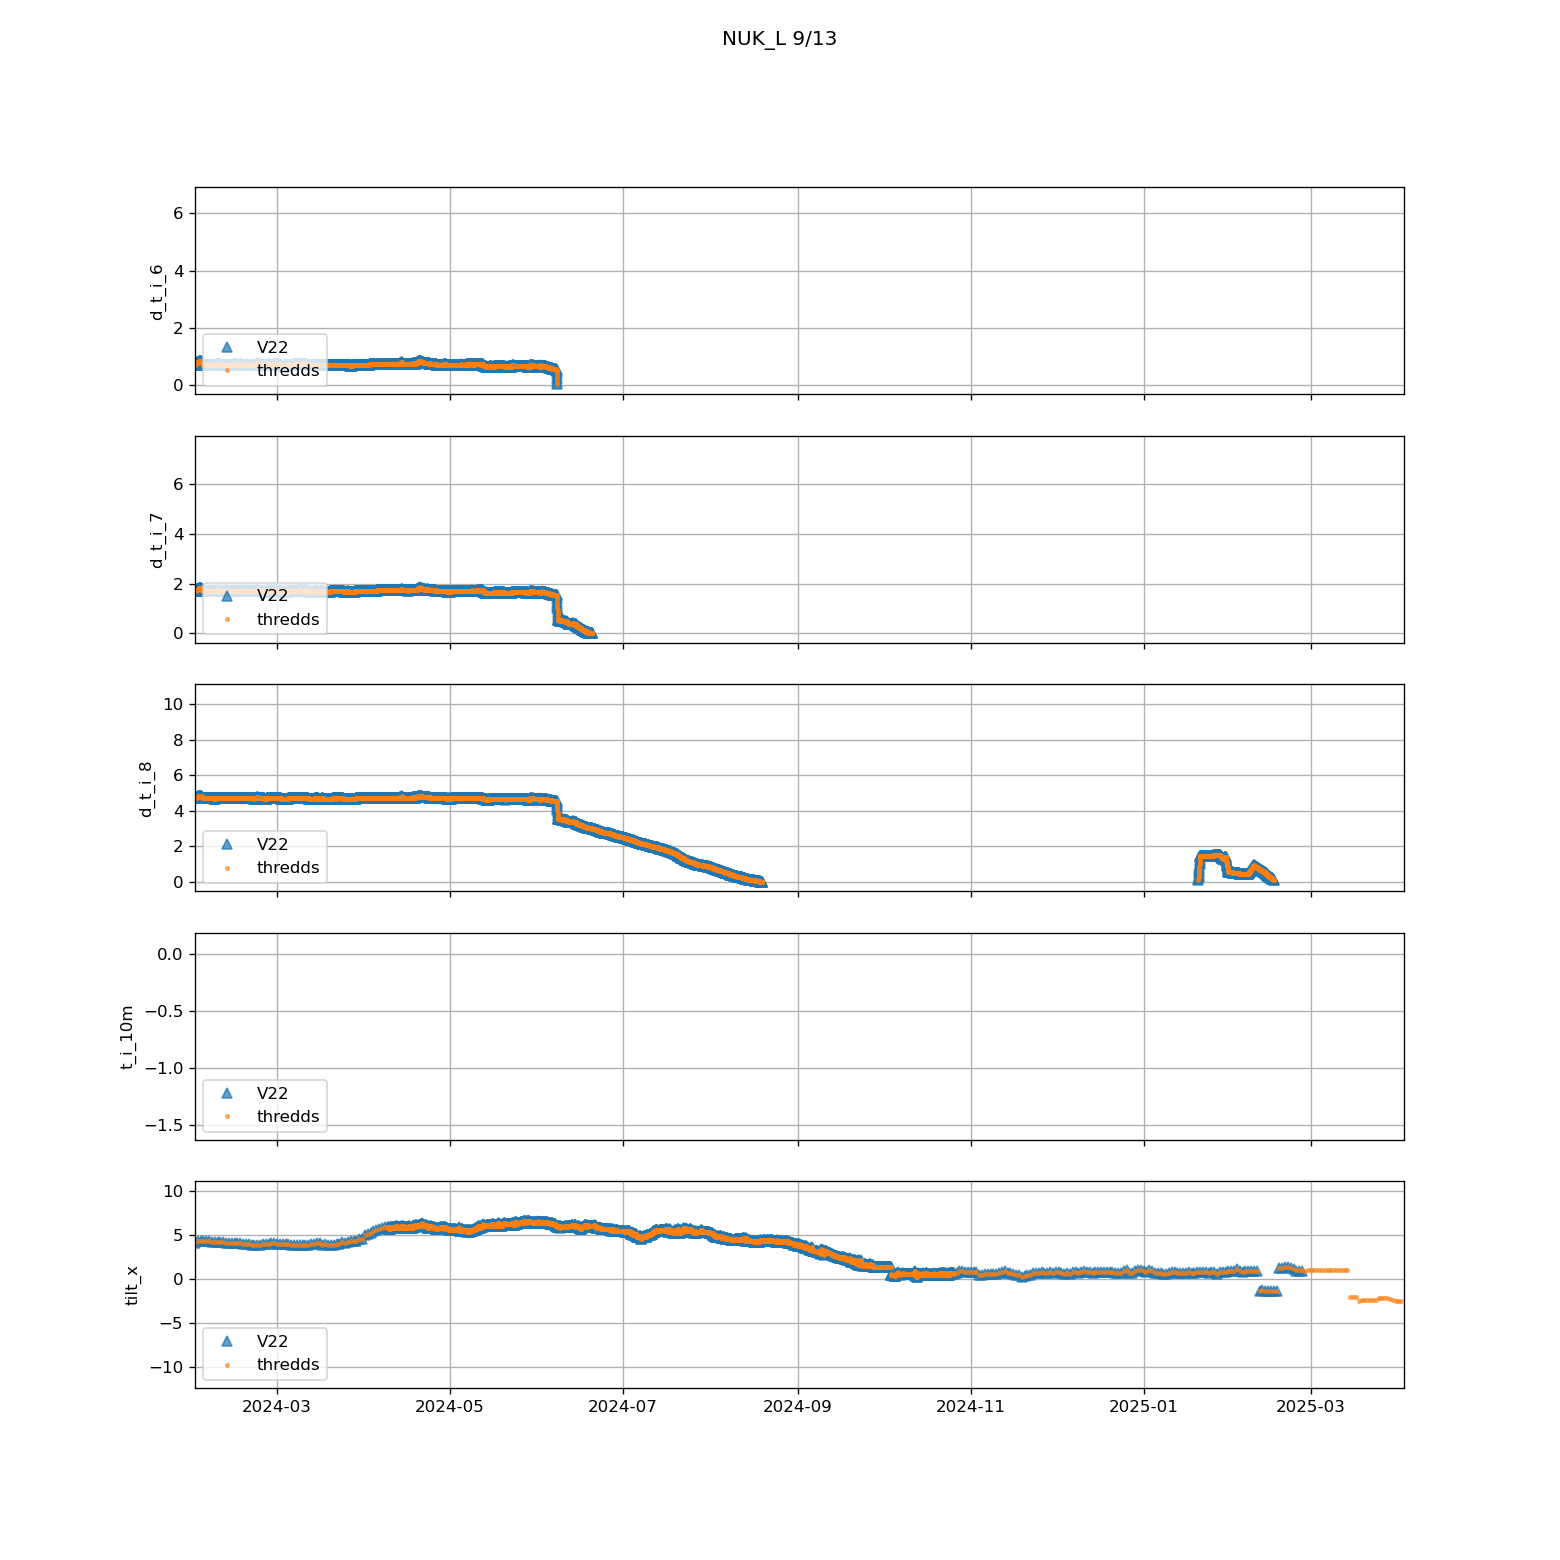 NUK_L 9/13
d_t_i_6
6
4
2
0
V22
thredds
d_t_i_7
6
4
2
0
V22
thredds
d_t_i_8
10
8
6
4
2
0
V22
thredds
t_i_10m
0.0
−0.5
−1.0
−1.5
V22
thredds
tilt_x
10
5
0
−5
−10
V22
thredds
2024-03 2024-05 2024-07 2024-09 2024-11 2025-01 2025-03